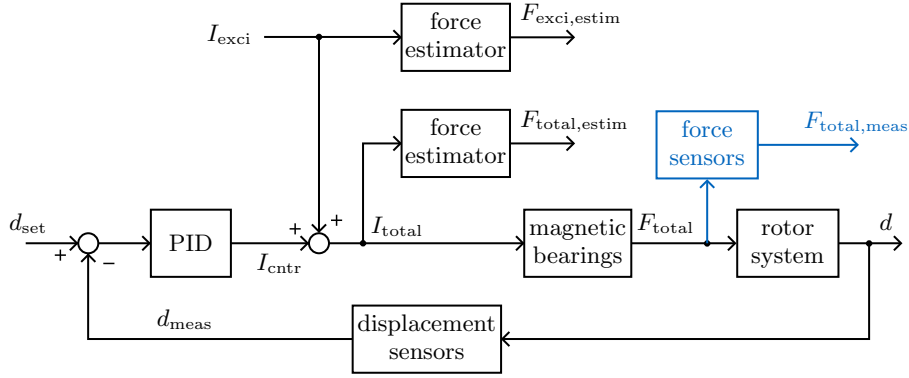 F_exci,estim
I_exci
force
estimator
F_total,estim
force
estimator
F_total,meas
force
sensors
d_set
+
−
PID
I_cntr
+
+
I_total
magnetic
bearings
F_total
rotor
system
d
d_meas
displacement
sensors